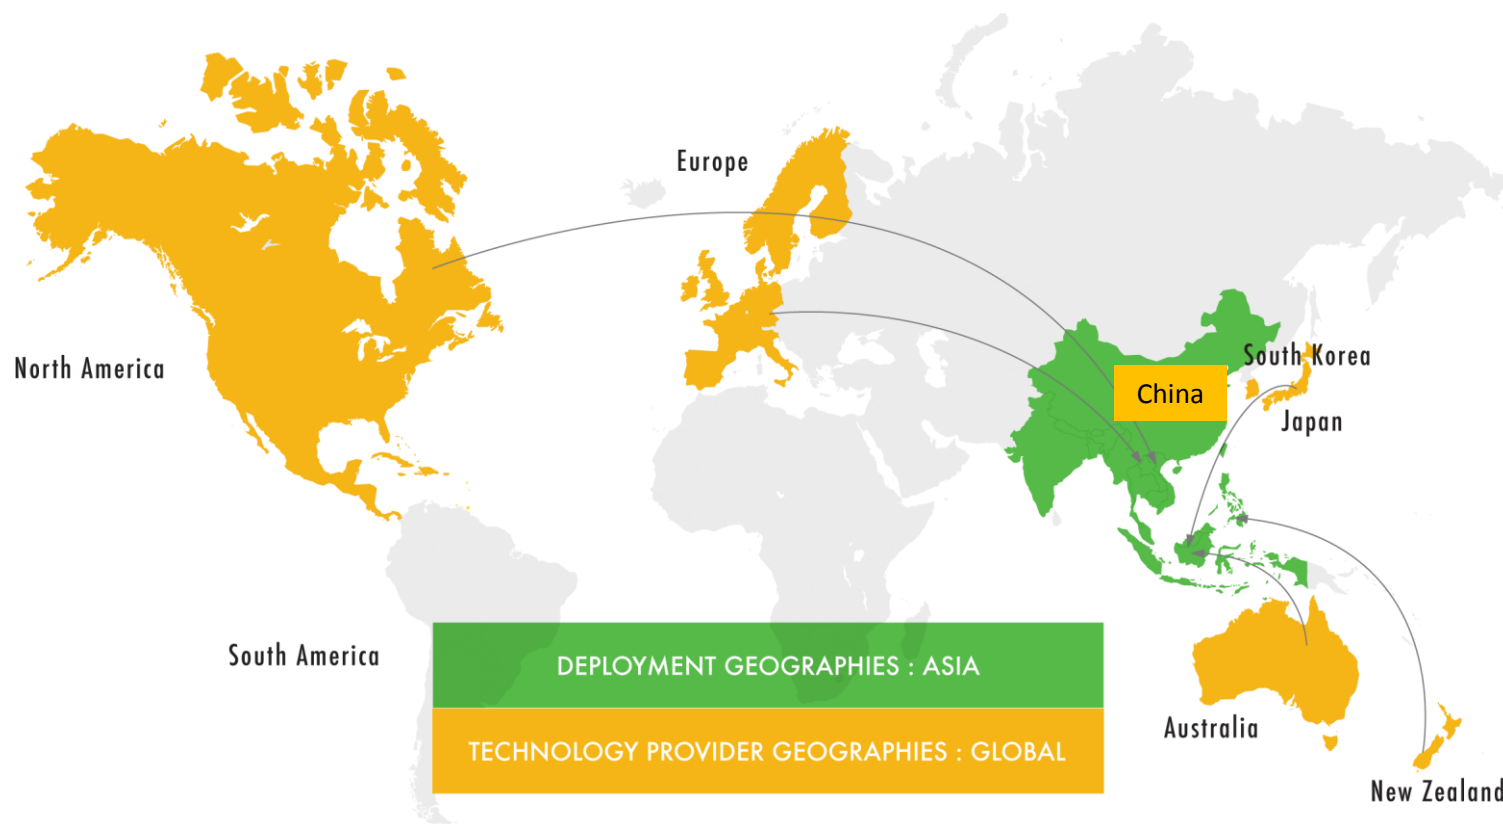 Europe
North America
South Korea
China
Japan
South America
DEPLOYMENT GEOGRAPHIES : ASIA
TECHNOLOGY PROVIDER GEOGRAPHIES : GLOBAL
Australia
New Zealand